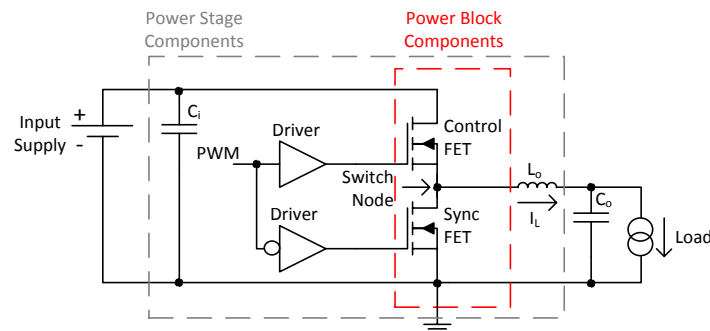 Power Stage
Components
Power Block
Components
+
Input
Supply
-
Ci
Driver
PWM
Control
FET
Switch
Node
Lo
IL
Co
Driver
Sync
FET
Load